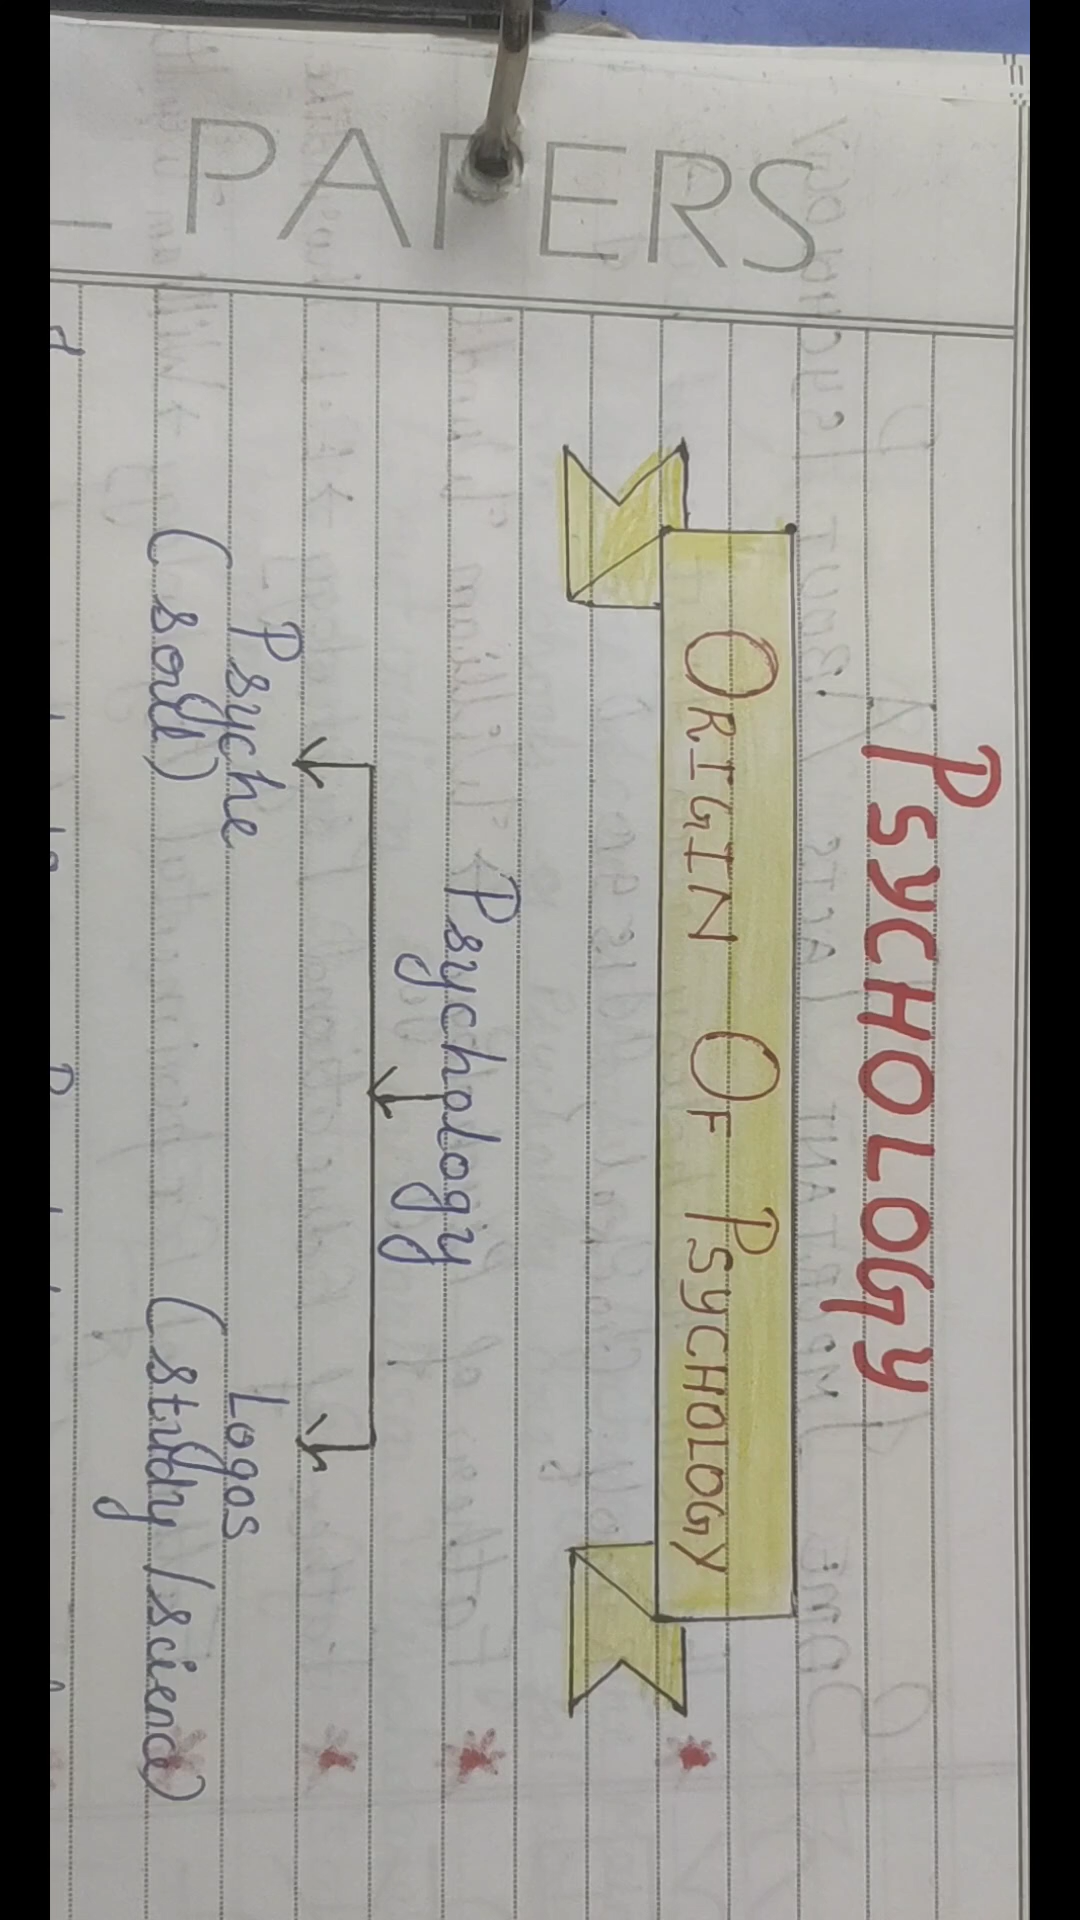 PAPERS
PSYCHOLOGY
ORIGIN OF PSYCHOLOGY
Psychology
Psyche Logos
(soul) (study/science)